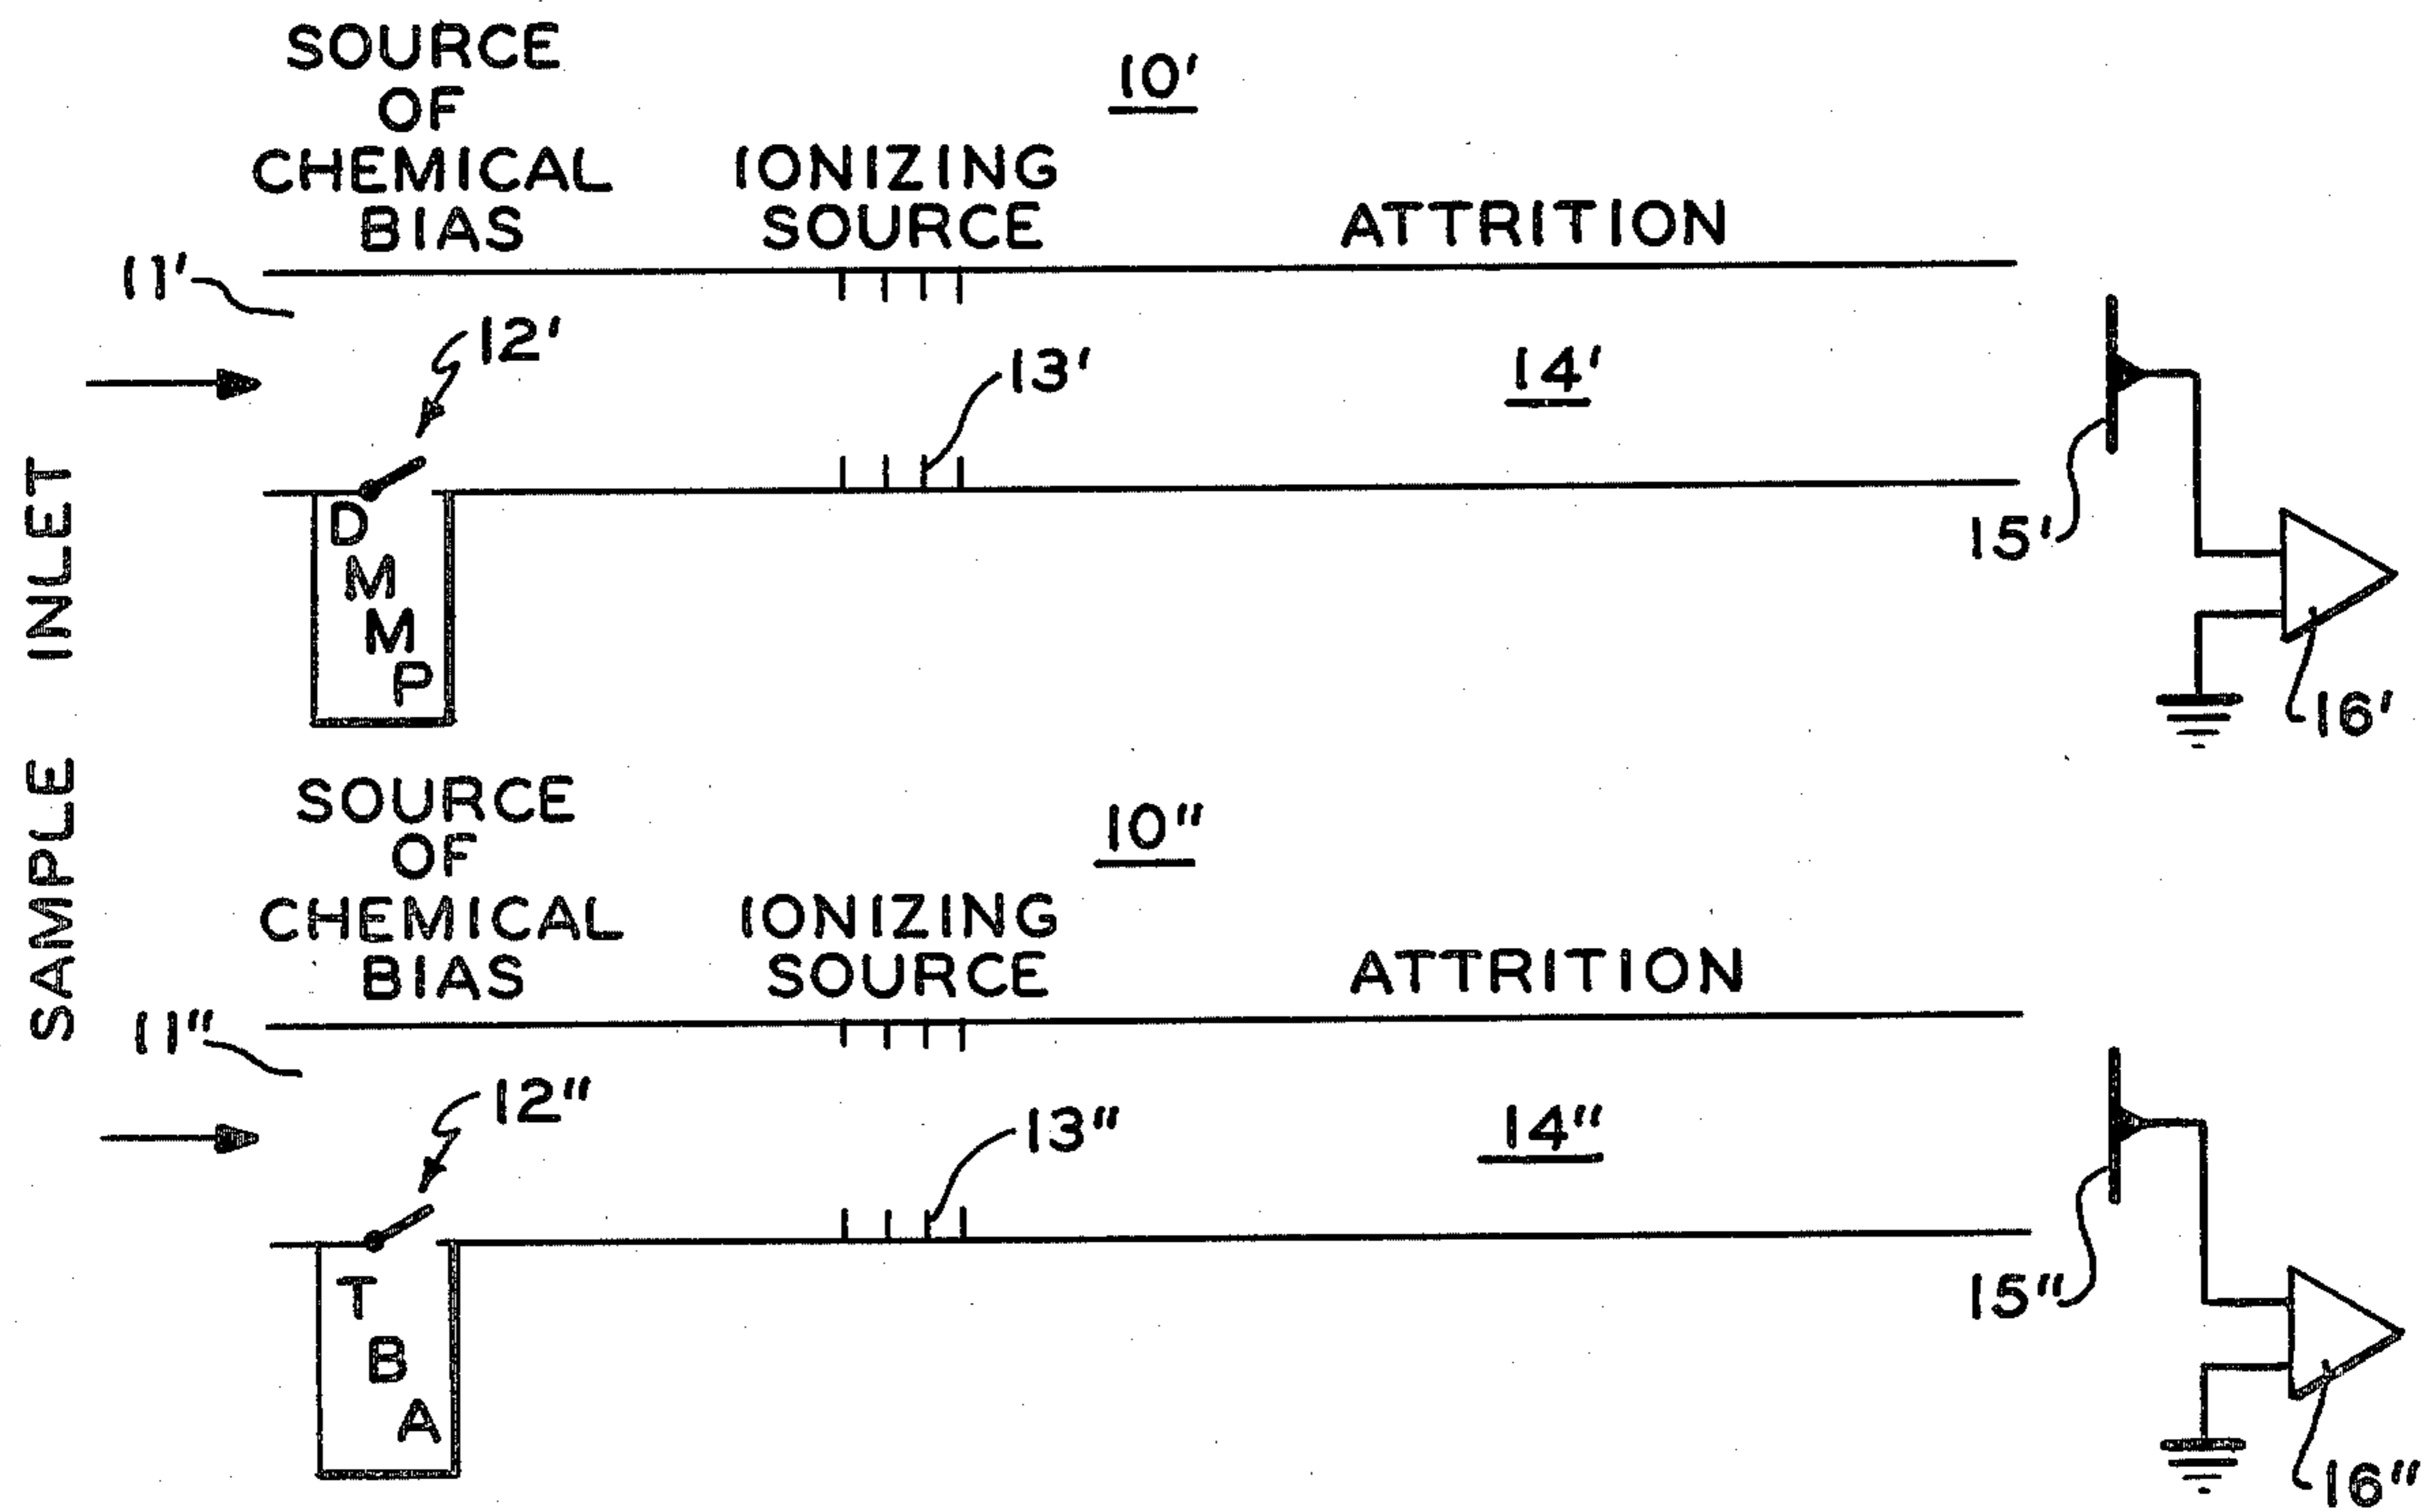 SOURCE
OF
CHEMICAL
BIAS
10'
IONIZING
SOURCE
ATTRITION
11'
12'
13'
14'
15'
16'
D
M
M
P
SAMPLE INLET
SOURCE
OF
CHEMICAL
BIAS
10"
IONIZING
SOURCE
ATTRITION
11"
12"
13"
14"
15"
16"
T
B
A